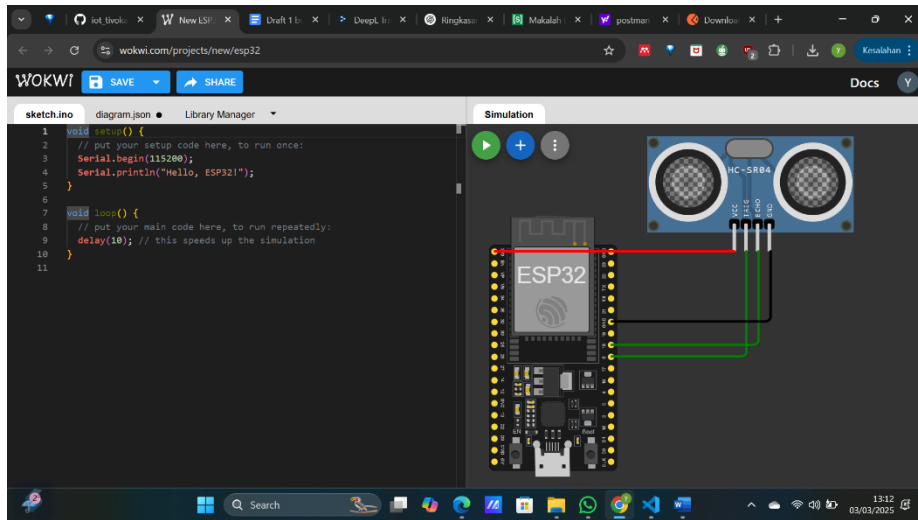 iot_tivoka
New ESP
Draft 1 b
DeepL
Ringkasan
Makalah
postman
Downloa
wokwi.com/projects/new/esp32
Kesalahan
WOKWI
SAVE
SHARE
Docs
Y
sketch.ino
diagram.json
Library Manager
Simulation
1 void setup() {
2 // put your setup code here, to run once:
3 Serial.begin(115200);
4 Serial.println("Hello, ESP32!");
5 }
6
7 void loop() {
8 // put your main code here, to run repeatedly:
9 delay(10); // this speeds up the simulation
10 }
11
HC-SR04
VCC
TRIG
ECHO
GND
ESP32
EN
Boot
2
Search
13:12
03/03/2025